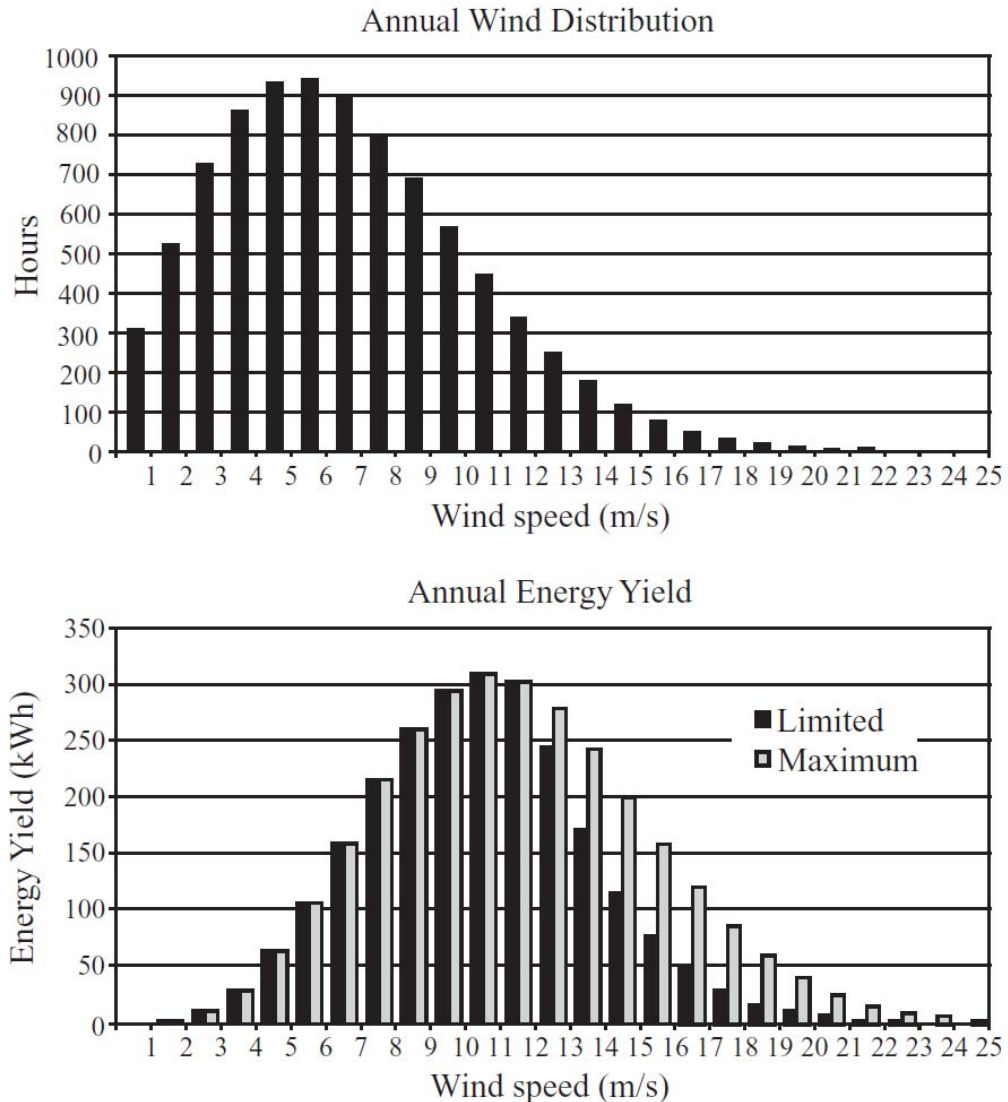 Annual Wind Distribution
1000
900
800
700
600
500
400
300
200
100
0
Hours
1 2 3 4 5 6 7 8 9 10 11 12 13 14 15 16 17 18 19 20 21 22 23 24 25
Wind speed (m/s)
Annual Energy Yield
350
300
250
200
150
100
50
0
Energy Yield (kWh)
Limited
Maximum
1 2 3 4 5 6 7 8 9 10 11 12 13 14 15 16 17 18 19 20 21 22 23 24 25
Wind speed (m/s)